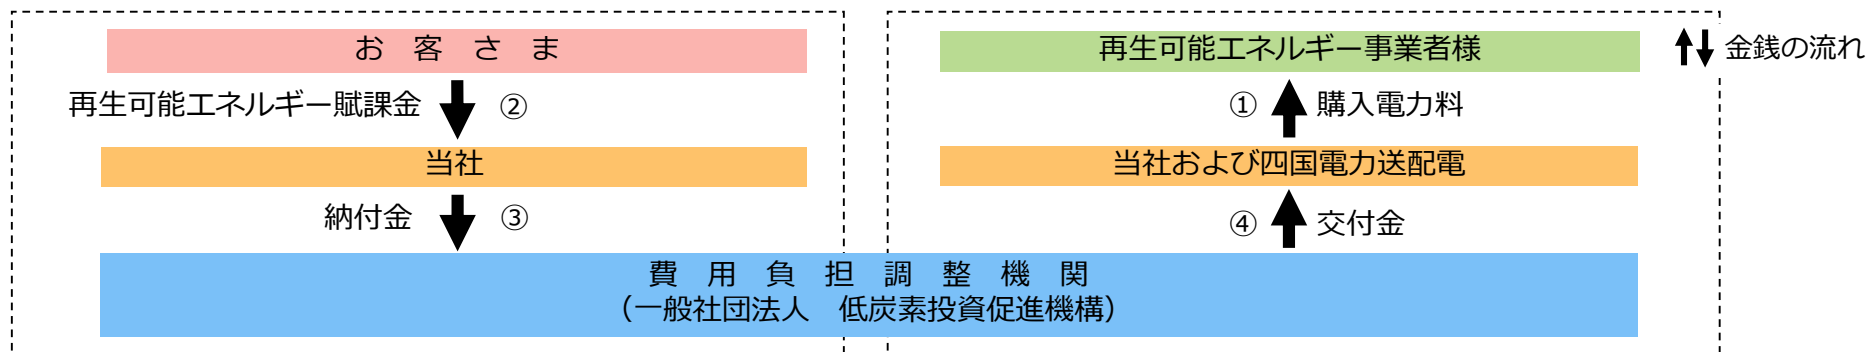 お 客 さ ま
再生可能エネルギー賦課金 ②
当社
納付金 ③
再生可能エネルギー事業者様
① 購入電力料
当社および四国電力送配電
④ 交付金
費 用 負 担 調 整 機 関
（一般社団法人 低炭素投資促進機構）
金銭の流れ